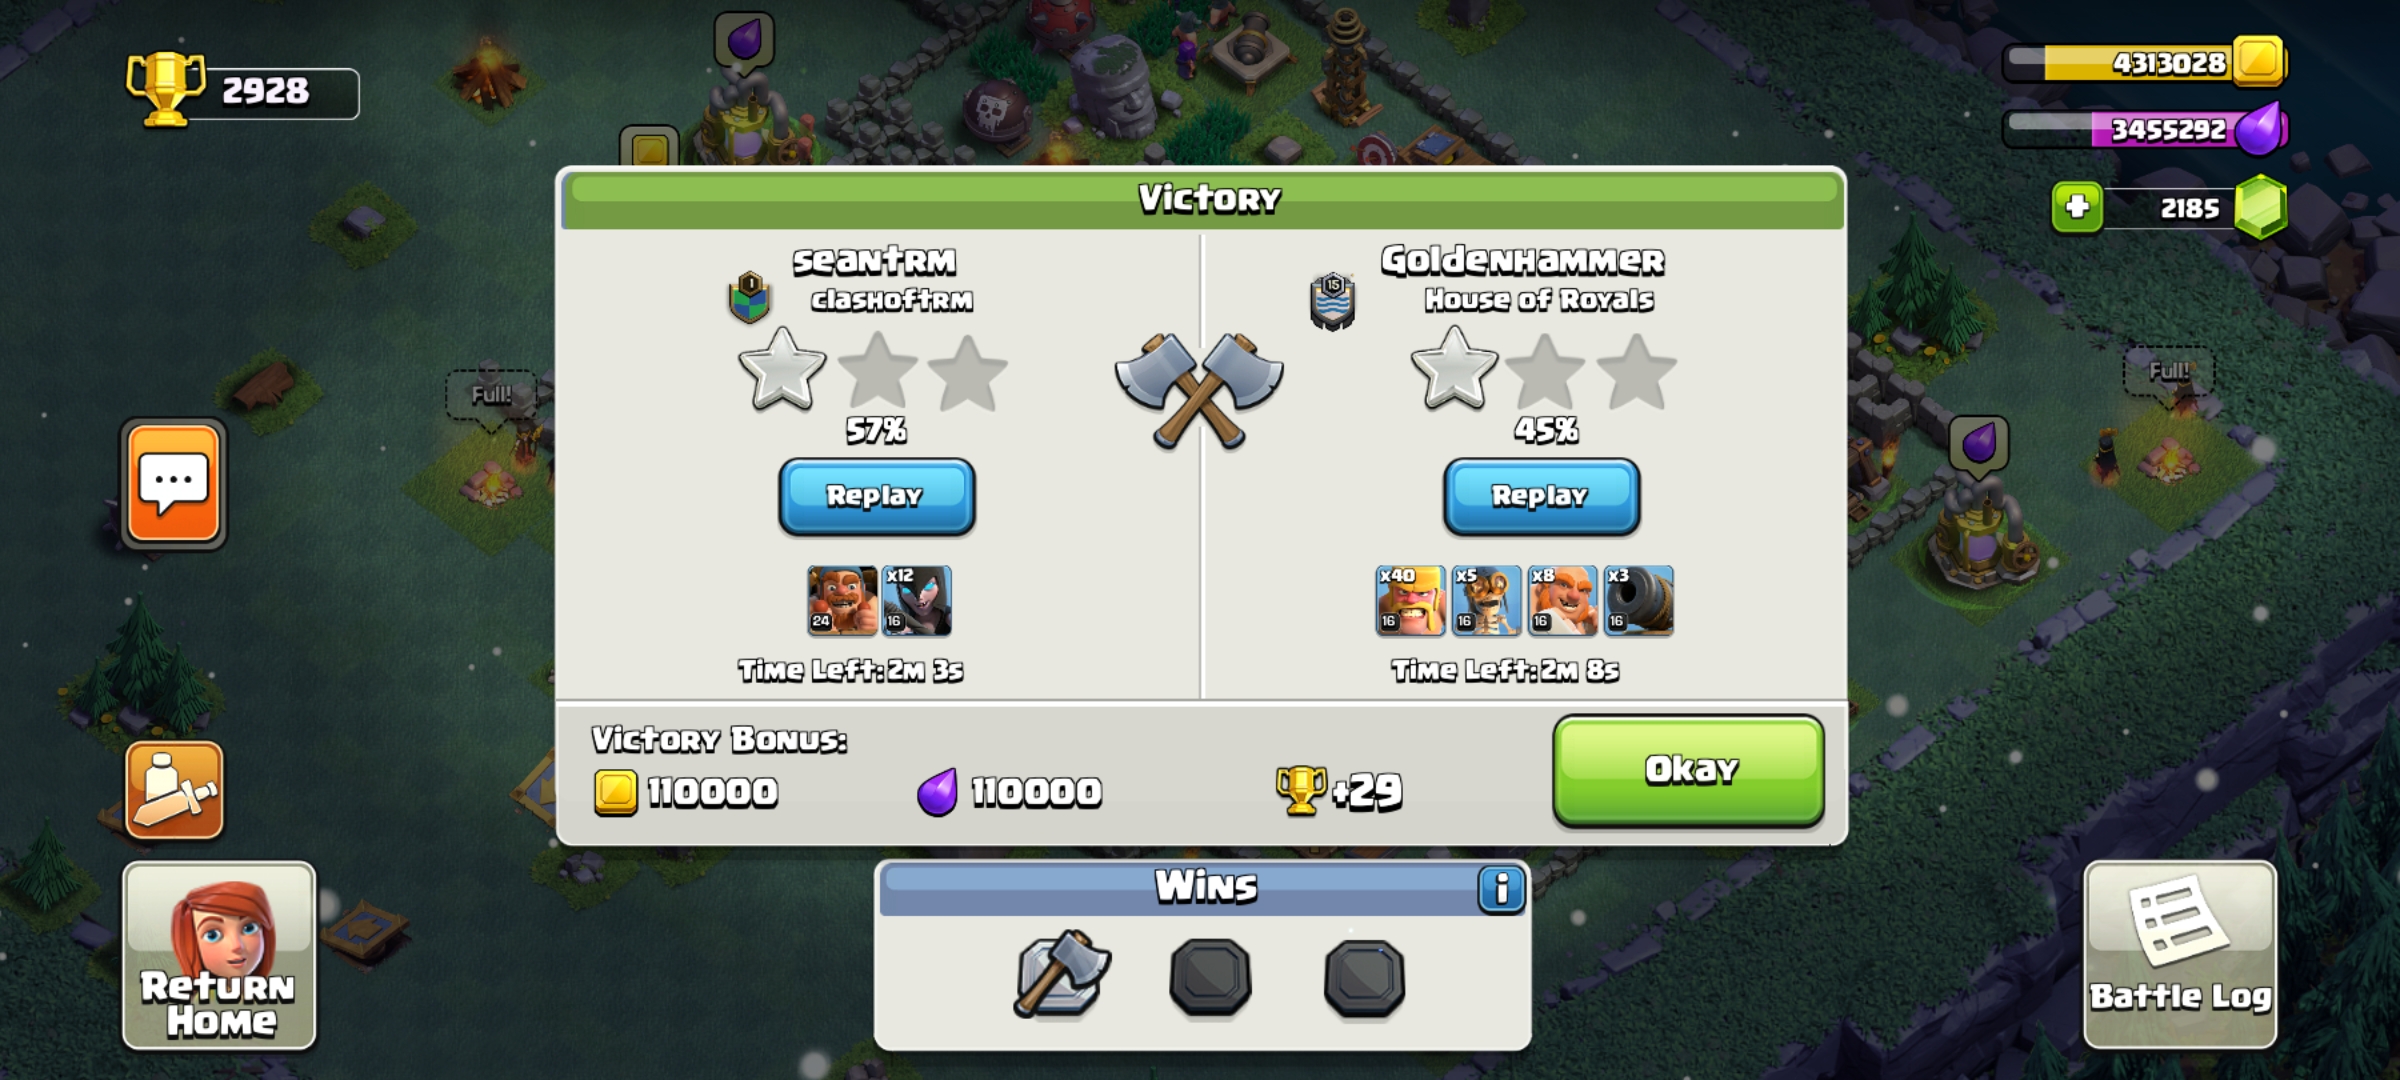 2928
4313028
3455292
2185
Victory
seantrm
clashoftrm
1
57%
Replay
24
x12
16
Time Left:2m 3s
Goldenhammer
House of Royals
15
45%
Replay
x40
16
x5
16
x8
16
x3
16
Time Left:2m 8s
Full!
Full!
Victory Bonus:
110000
110000
+29
Okay
Wins
i
Return
Home
Battle Log